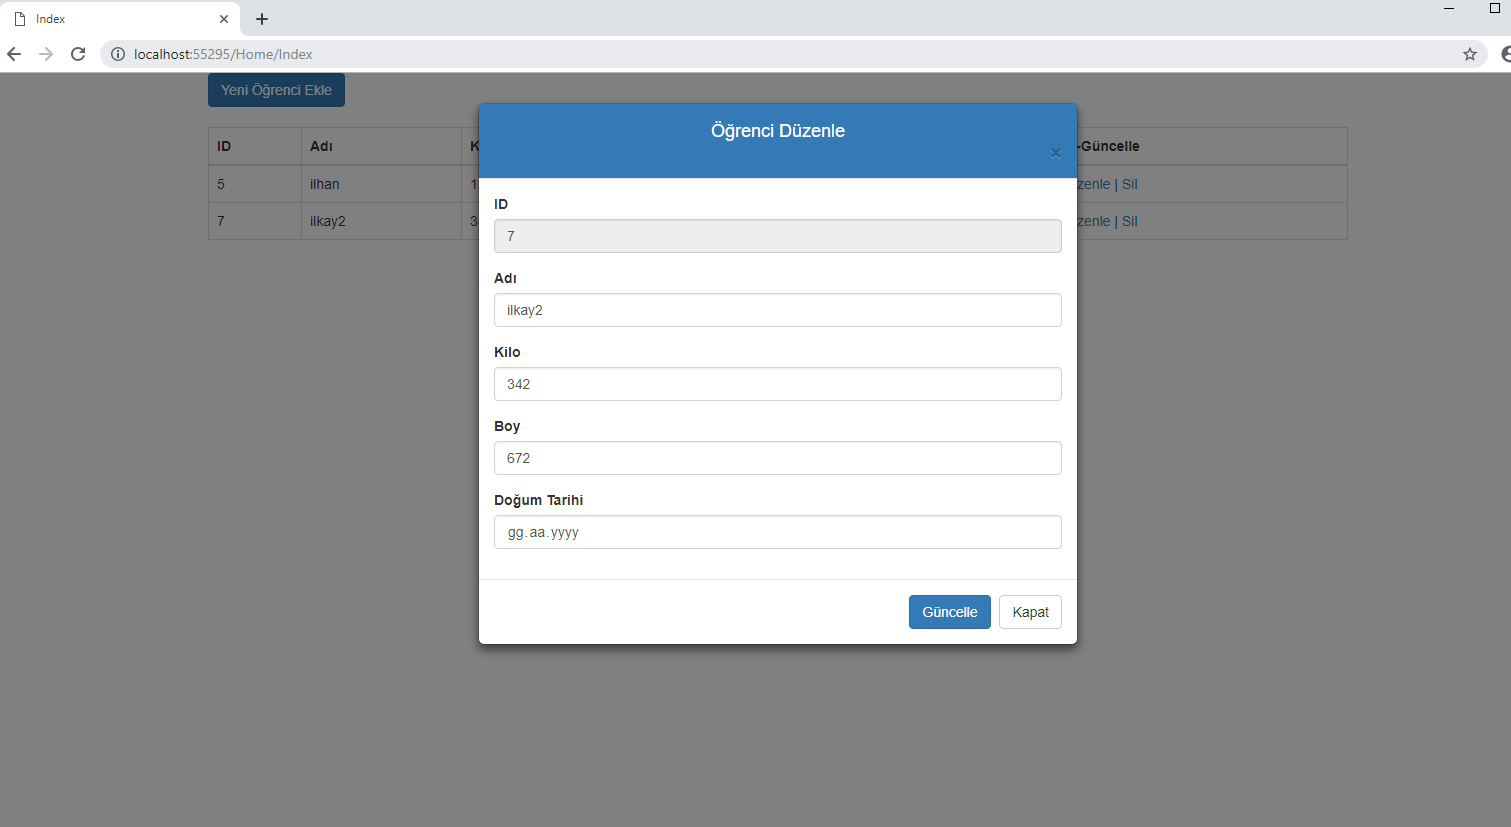 Index
localhost:55295/Home/Index
Yeni Öğrenci Ekle
ID Adı K -Güncelle
5 ilhan 1 zenle | Sil
7 ilkay2 3 zenle | Sil
Öğrenci Düzenle
×
ID
7
Adı
ilkay2
Kilo
342
Boy
672
Doğum Tarihi
gg.aa.yyyy
Güncelle Kapat